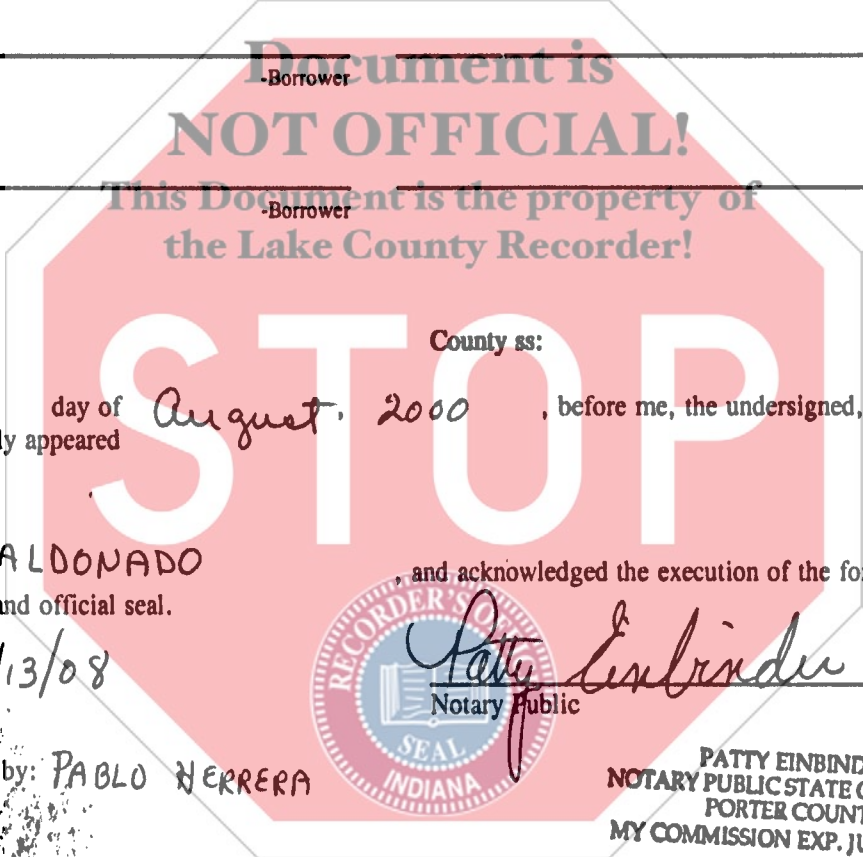 Document is
-Borrower
NOT OFFICIAL!
This Document is the property of
-Borrower
the Lake County Recorder!
STOP
County ss:
day of August, 2000 , before me, the undersigned,
ly appeared
ALDONADO , and acknowledged the execution of the fo
and official seal.
/13/08
Patty Einbinder
Notary Public
RECORDER'S OFFICE
SEAL
INDIANA
by: PABLO HERRERA
PATTY EINBIND
NOTARY PUBLIC STATE O
PORTER COUNT
MY COMMISSION EXP. JU